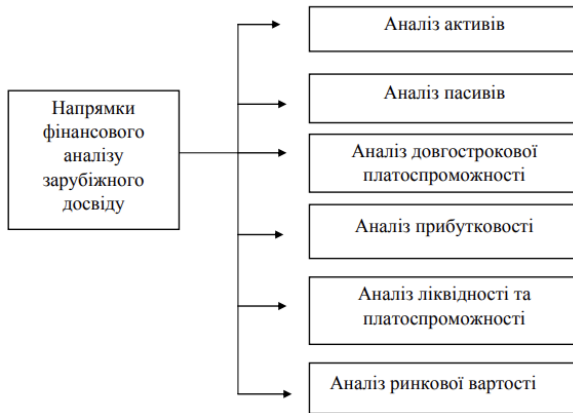 Напрямки
фінансового
аналізу
зарубіжного
досвіду
Аналіз активів
Аналіз пасивів
Аналіз довгострокової
платоспроможності
Аналіз прибутковості
Аналіз ліквідності та
платоспроможності
Аналіз ринкової вартості